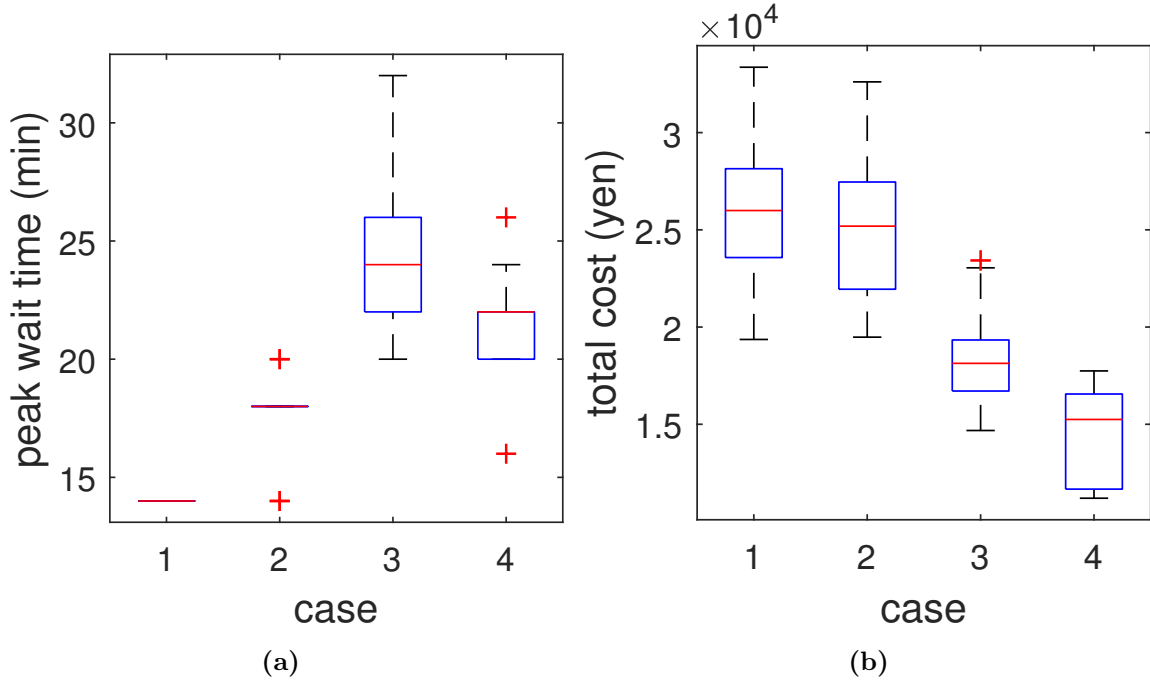 peak wait time (min)
30
25
20
15
1 2 3 4
case
(a)
× 10^4
total cost (yen)
3
2.5
2
1.5
1 2 3 4
case
(b)